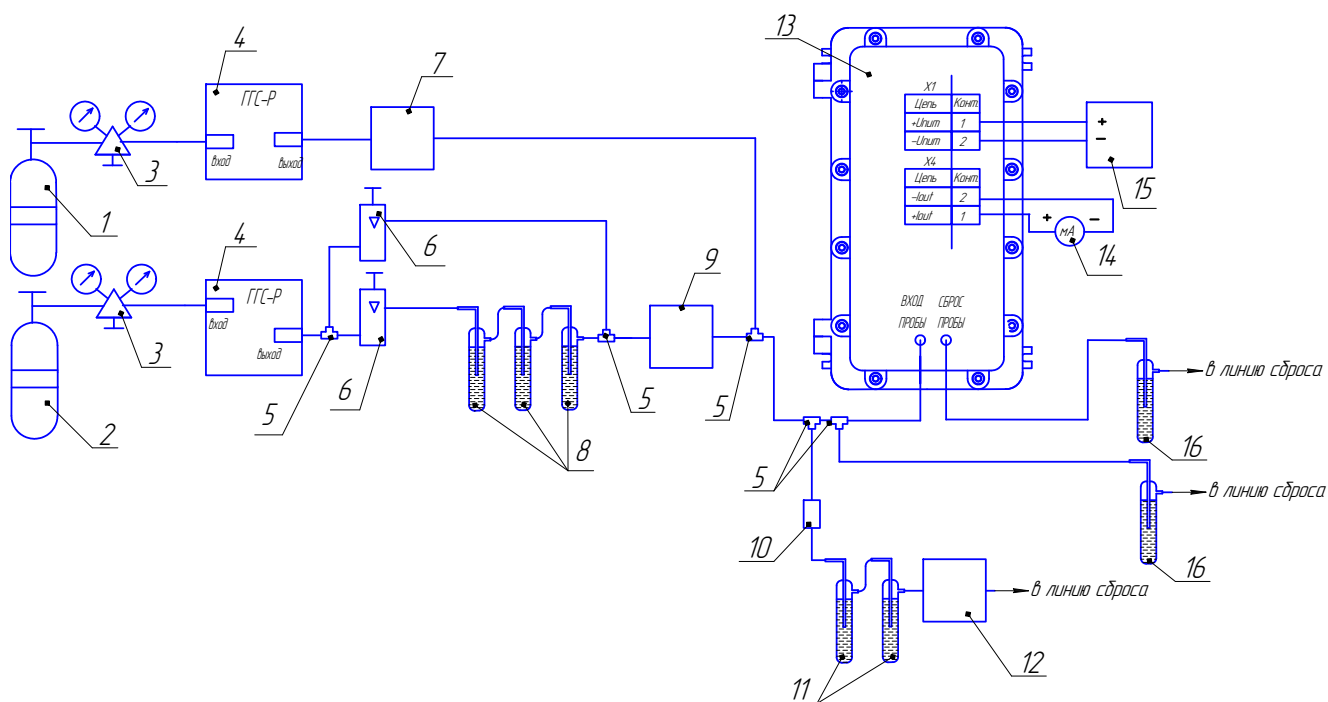 4
ГГС-Р
вход
выход
7
3
1
13
X1
Цепь Конт.
+Uпит 1
-Uпит 2
X4
Цепь Конт.
-Iout 2
+Iout 1
+
-
15
+
-
мА
14
4
ГГС-Р
вход
выход
3
2
6
6
5
8
5
9
5
ВХОД
ПРОБЫ
СБРОС
ПРОБЫ
в линию сброса
16
5
в линию сброса
16
10
11
12
в линию сброса